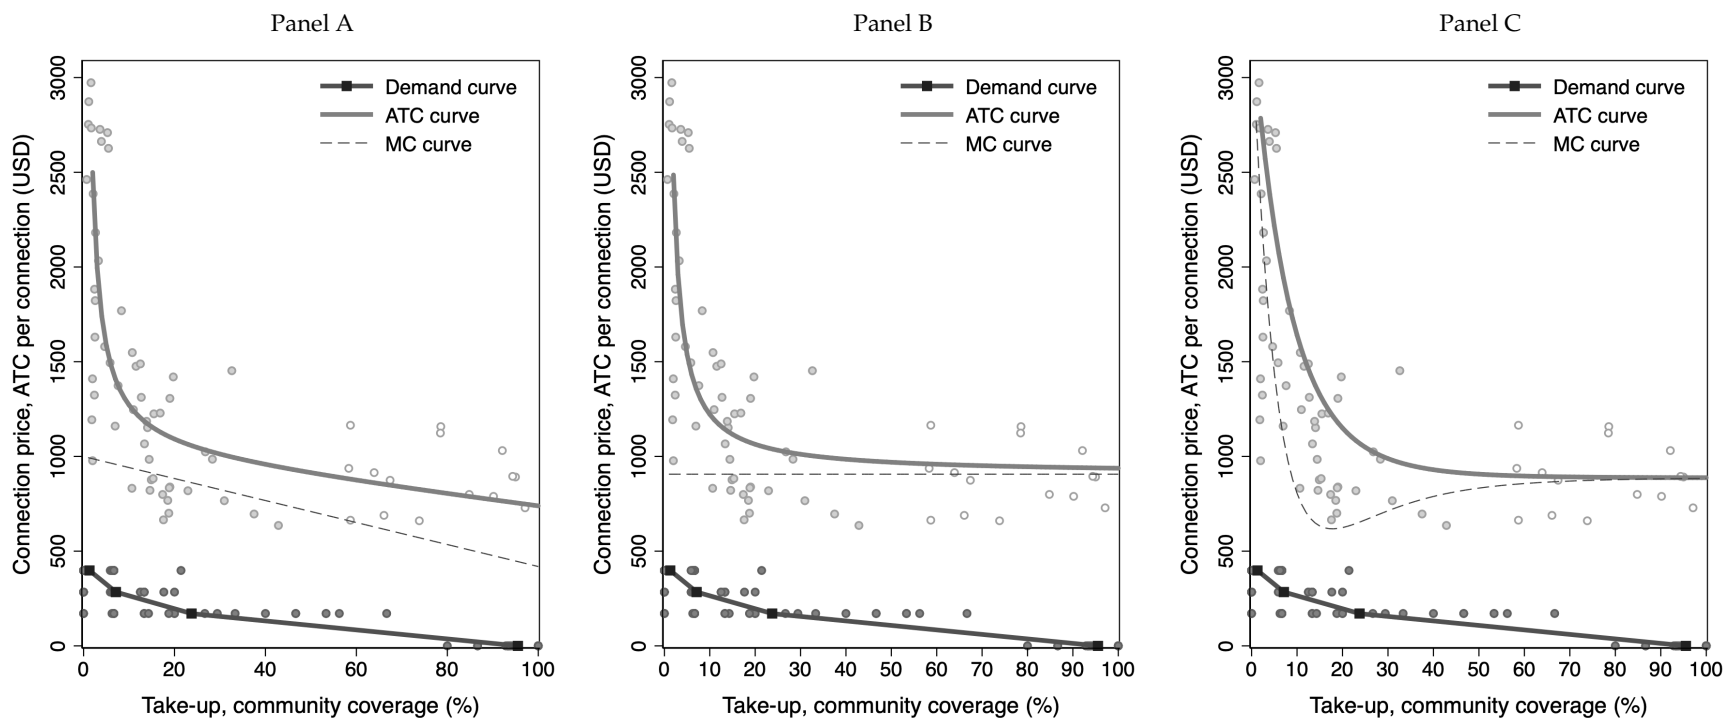 Panel A
Connection price, ATC per connection (USD)
3000
2500
2000
1500
1000
500
0
Demand curve
ATC curve
MC curve
0 20 40 60 80 100
Take-up, community coverage (%)
Panel B
Connection price, ATC per connection (USD)
3000
2500
2000
1500
1000
500
0
Demand curve
ATC curve
MC curve
0 10 20 30 40 50 60 70 80 90 100
Take-up, community coverage (%)
Panel C
Connection price, ATC per connection (USD)
3000
2500
2000
1500
1000
500
0
Demand curve
ATC curve
MC curve
0 10 20 30 40 50 60 70 80 90 100
Take-up, community coverage (%)